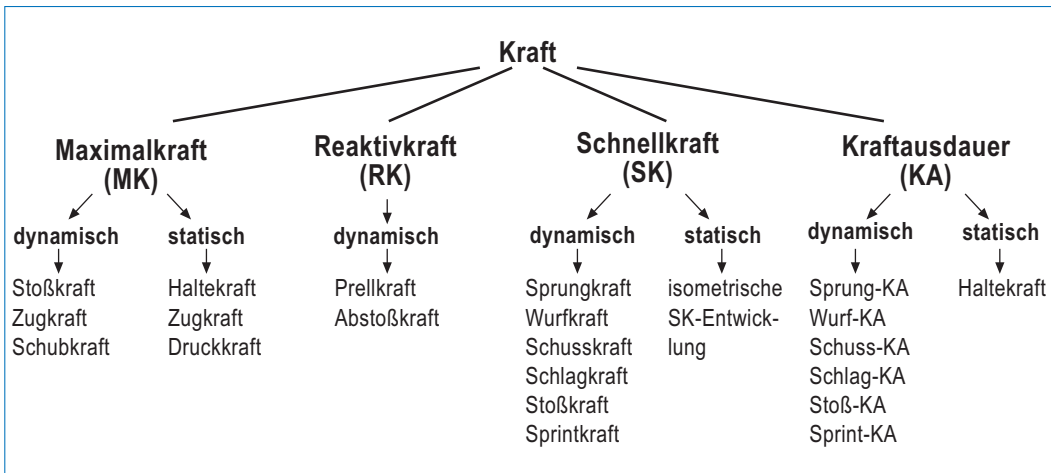 Kraft
Maximalkraft
(MK)
Reaktivkraft
(RK)
Schnellkraft
(SK)
Kraftausdauer
(KA)
dynamisch
statisch
dynamisch
dynamisch
statisch
dynamisch
statisch
Stoßkraft
Zugkraft
Schubkraft
Haltekraft
Zugkraft
Druckkraft
Prellkraft
Abstoßkraft
Sprungkraft
Wurfkraft
Schusskraft
Schlagkraft
Stoßkraft
Sprintkraft
isometrische
SK-Entwick-
lung
Sprung-KA
Wurf-KA
Schuss-KA
Schlag-KA
Stoß-KA
Sprint-KA
Haltekraft